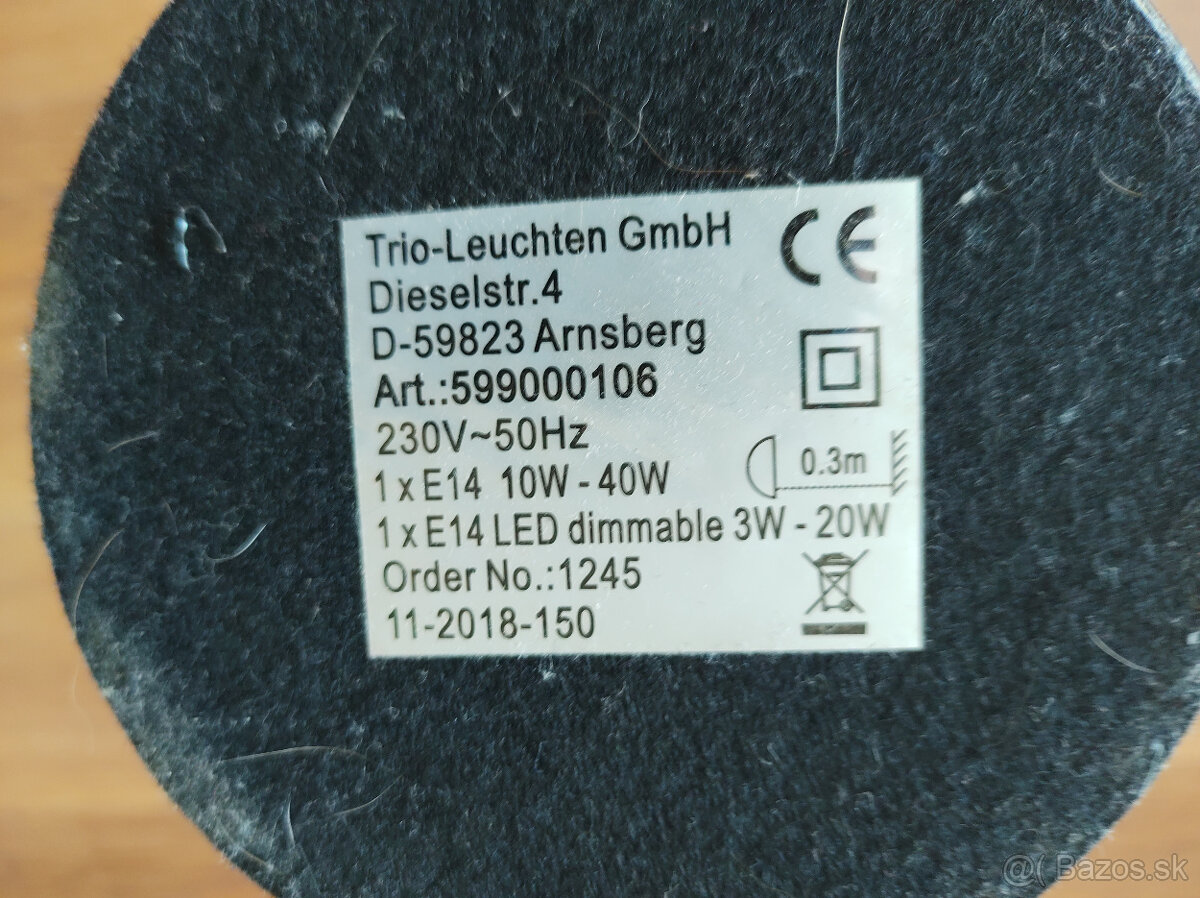 Trio-Leuchten GmbH CE
Dieselstr.4
D-59823 Arnsberg
Art.:599000106
230V~50Hz
1 x E14 10W - 40W
0.3m
1 x E14 LED dimmable 3W - 20W
Order No.:1245
11-2018-150
@( Bazos.sk